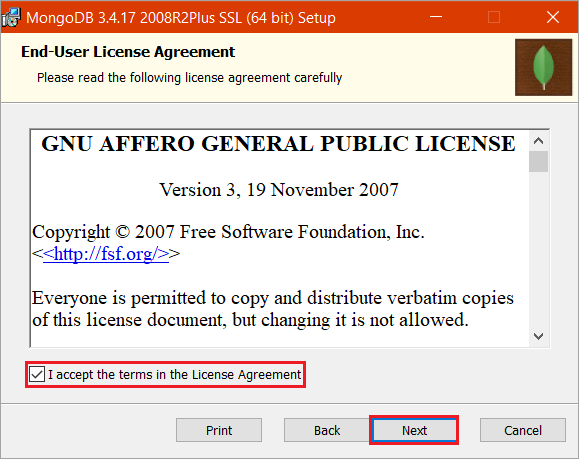 MongoDB 3.4.17 2008R2Plus SSL (64 bit) Setup
End-User License Agreement
Please read the following license agreement carefully
GNU AFFERO GENERAL PUBLIC LICENSE
Version 3, 19 November 2007
Copyright © 2007 Free Software Foundation, Inc.
<<http://fsf.org/>>
Everyone is permitted to copy and distribute verbatim copies
of this license document, but changing it is not allowed.
I accept the terms in the License Agreement
Print Back Next Cancel